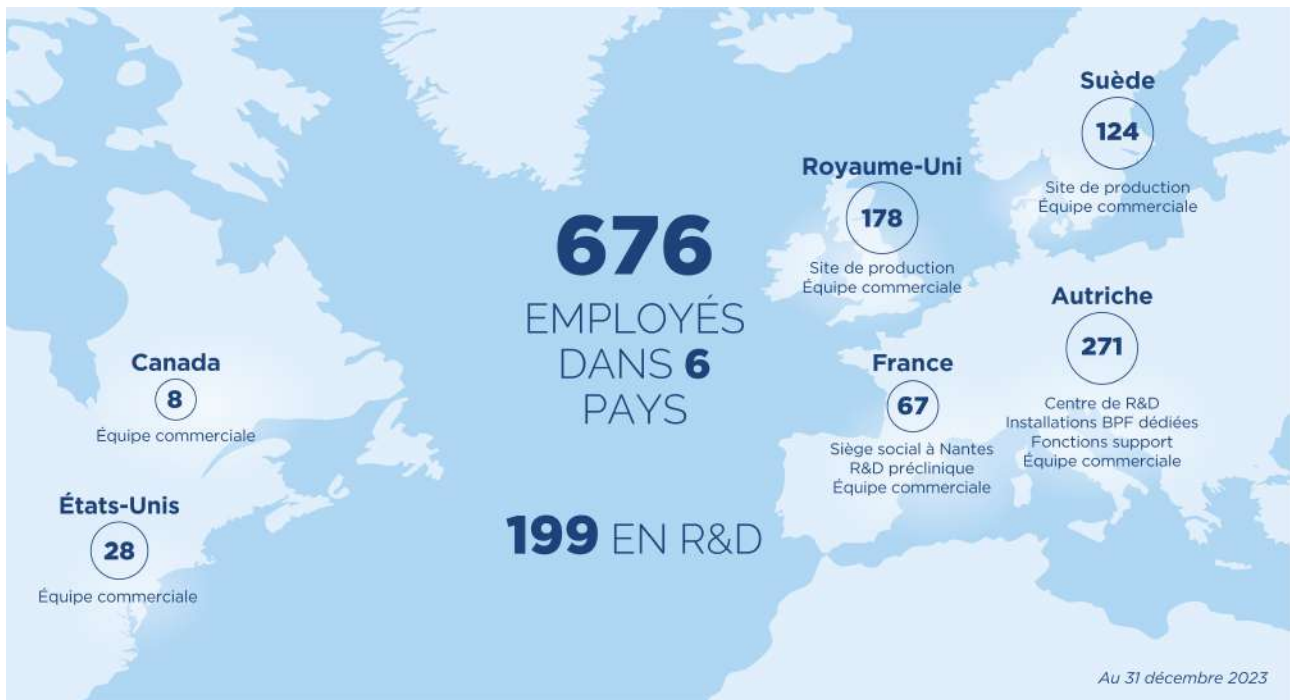 Suède
124
Site de production
Équipe commerciale
Royaume-Uni
178
Site de production
Équipe commerciale
676
EMPLOYÉS
DANS 6
PAYS
Autriche
271
Centre de R&D
Installations BPF dédiées
Fonctions support
Équipe commerciale
Canada
8
Équipe commerciale
France
67
Siège social à Nantes
R&D préclinique
Équipe commerciale
États-Unis
28
Équipe commerciale
199 EN R&D
Au 31 décembre 2023